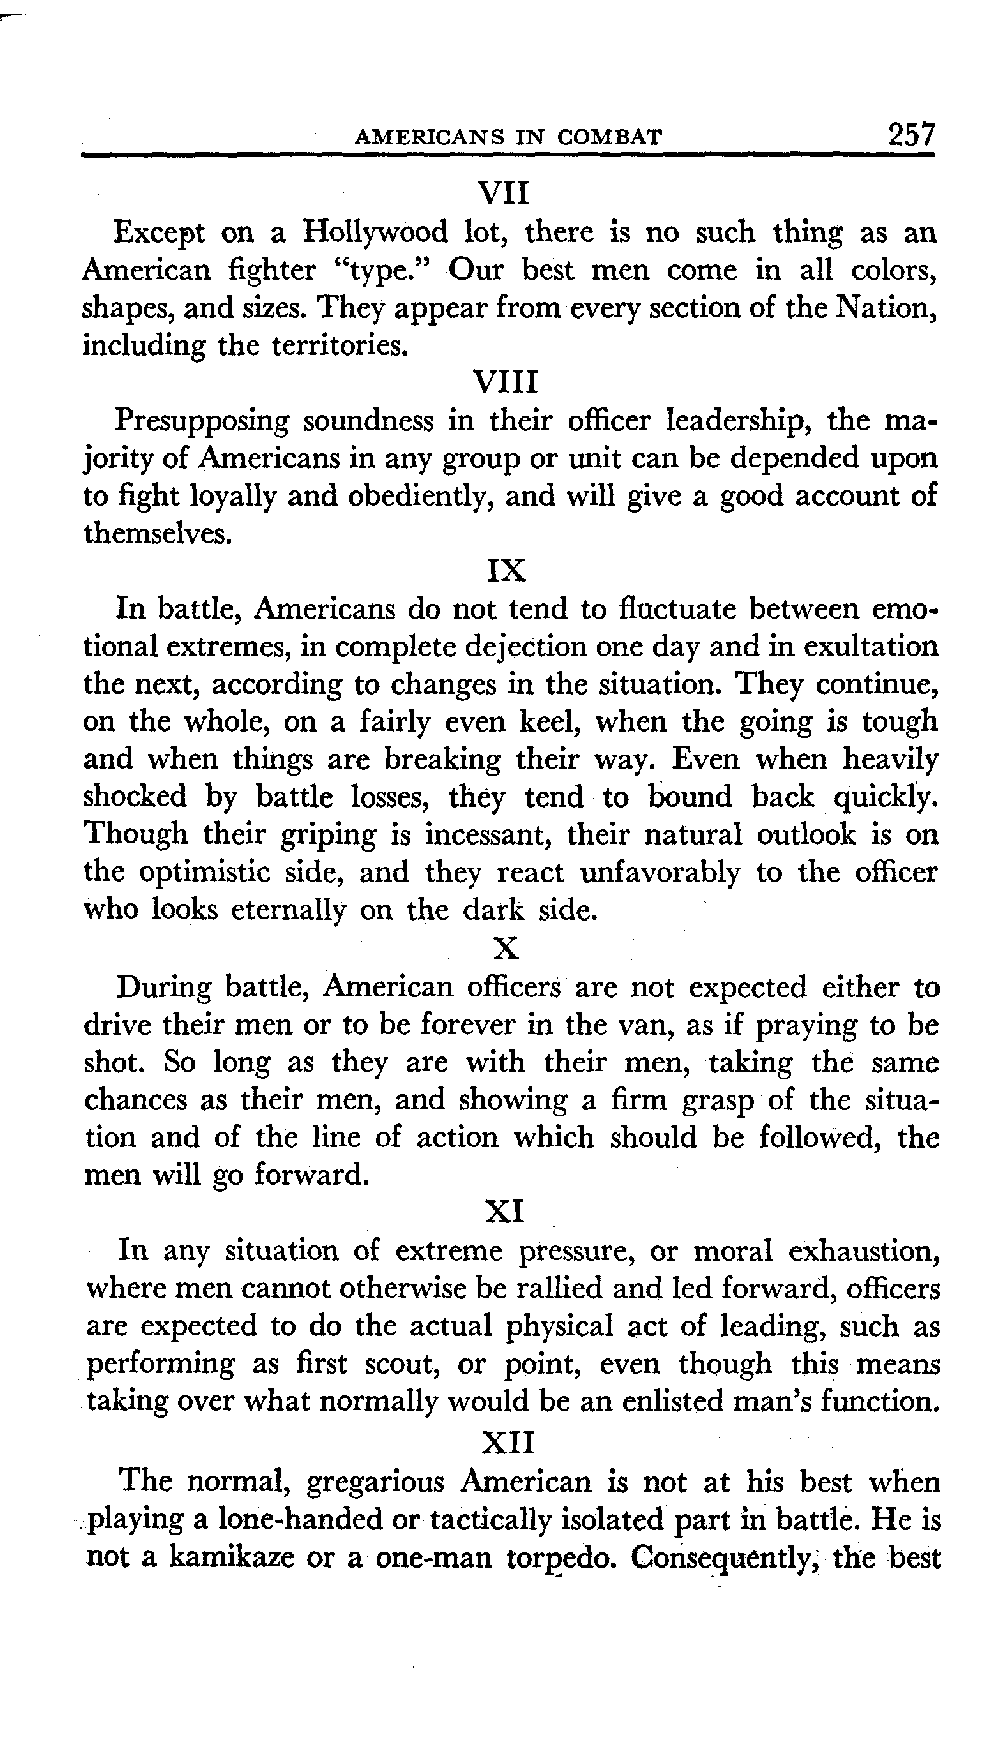 AMERICANS IN COMBAT 257
VII
Except on a Hollywood lot, there is no such thing as an
American fighter “type.” Our best men come in all colors,
shapes, and sizes. They appear from every section of the Nation,
including the territories.
VIII
Presupposing soundness in their officer leadership, the ma-
jority of Americans in any group or unit can be depended upon
to fight loyally and obediently, and will give a good account of
themselves.
IX
In battle, Americans do not tend to fluctuate between emo-
tional extremes, in complete dejection one day and in exultation
the next, according to changes in the situation. They continue,
on the whole, on a fairly even keel, when the going is tough
and when things are breaking their way. Even when heavily
shocked by battle losses, they tend to bound back quickly.
Though their griping is incessant, their natural outlook is on
the optimistic side, and they react unfavorably to the officer
who looks eternally on the dark side.
X
During battle, American officers are not expected either to
drive their men or to be forever in the van, as if praying to be
shot. So long as they are with their men, taking the same
chances as their men, and showing a firm grasp of the situa-
tion and of the line of action which should be followed, the
men will go forward.
XI
In any situation of extreme pressure, or moral exhaustion,
where men cannot otherwise be rallied and led forward, officers
are expected to do the actual physical act of leading, such as
performing as first scout, or point, even though this means
taking over what normally would be an enlisted man’s function.
XII
The normal, gregarious American is not at his best when
playing a lone-handed or tactically isolated part in battle. He is
not a kamikaze or a one-man torpedo. Consequently, the best